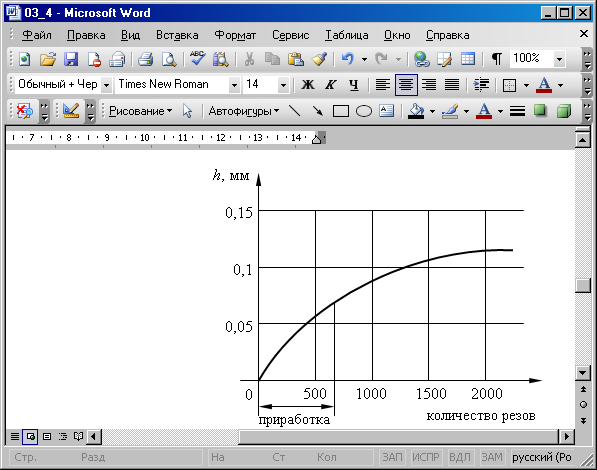 03_4 - Microsoft Word
Файл Правка Вид Вставка Формат Сервис Таблица Окно Справка
100%
Обычный + Чер Times New Roman 14 Ж К Ч
Рисование Автофигуры
7 8 9 10 11 12 13 14
h, мм
0,15
0,1
0,05
0 500 1000 1500 2000
приработка количество резов
Стр. Разд На Ст Кол ЗАП ИСПР ВДЛ ЗАМ русский (Ро